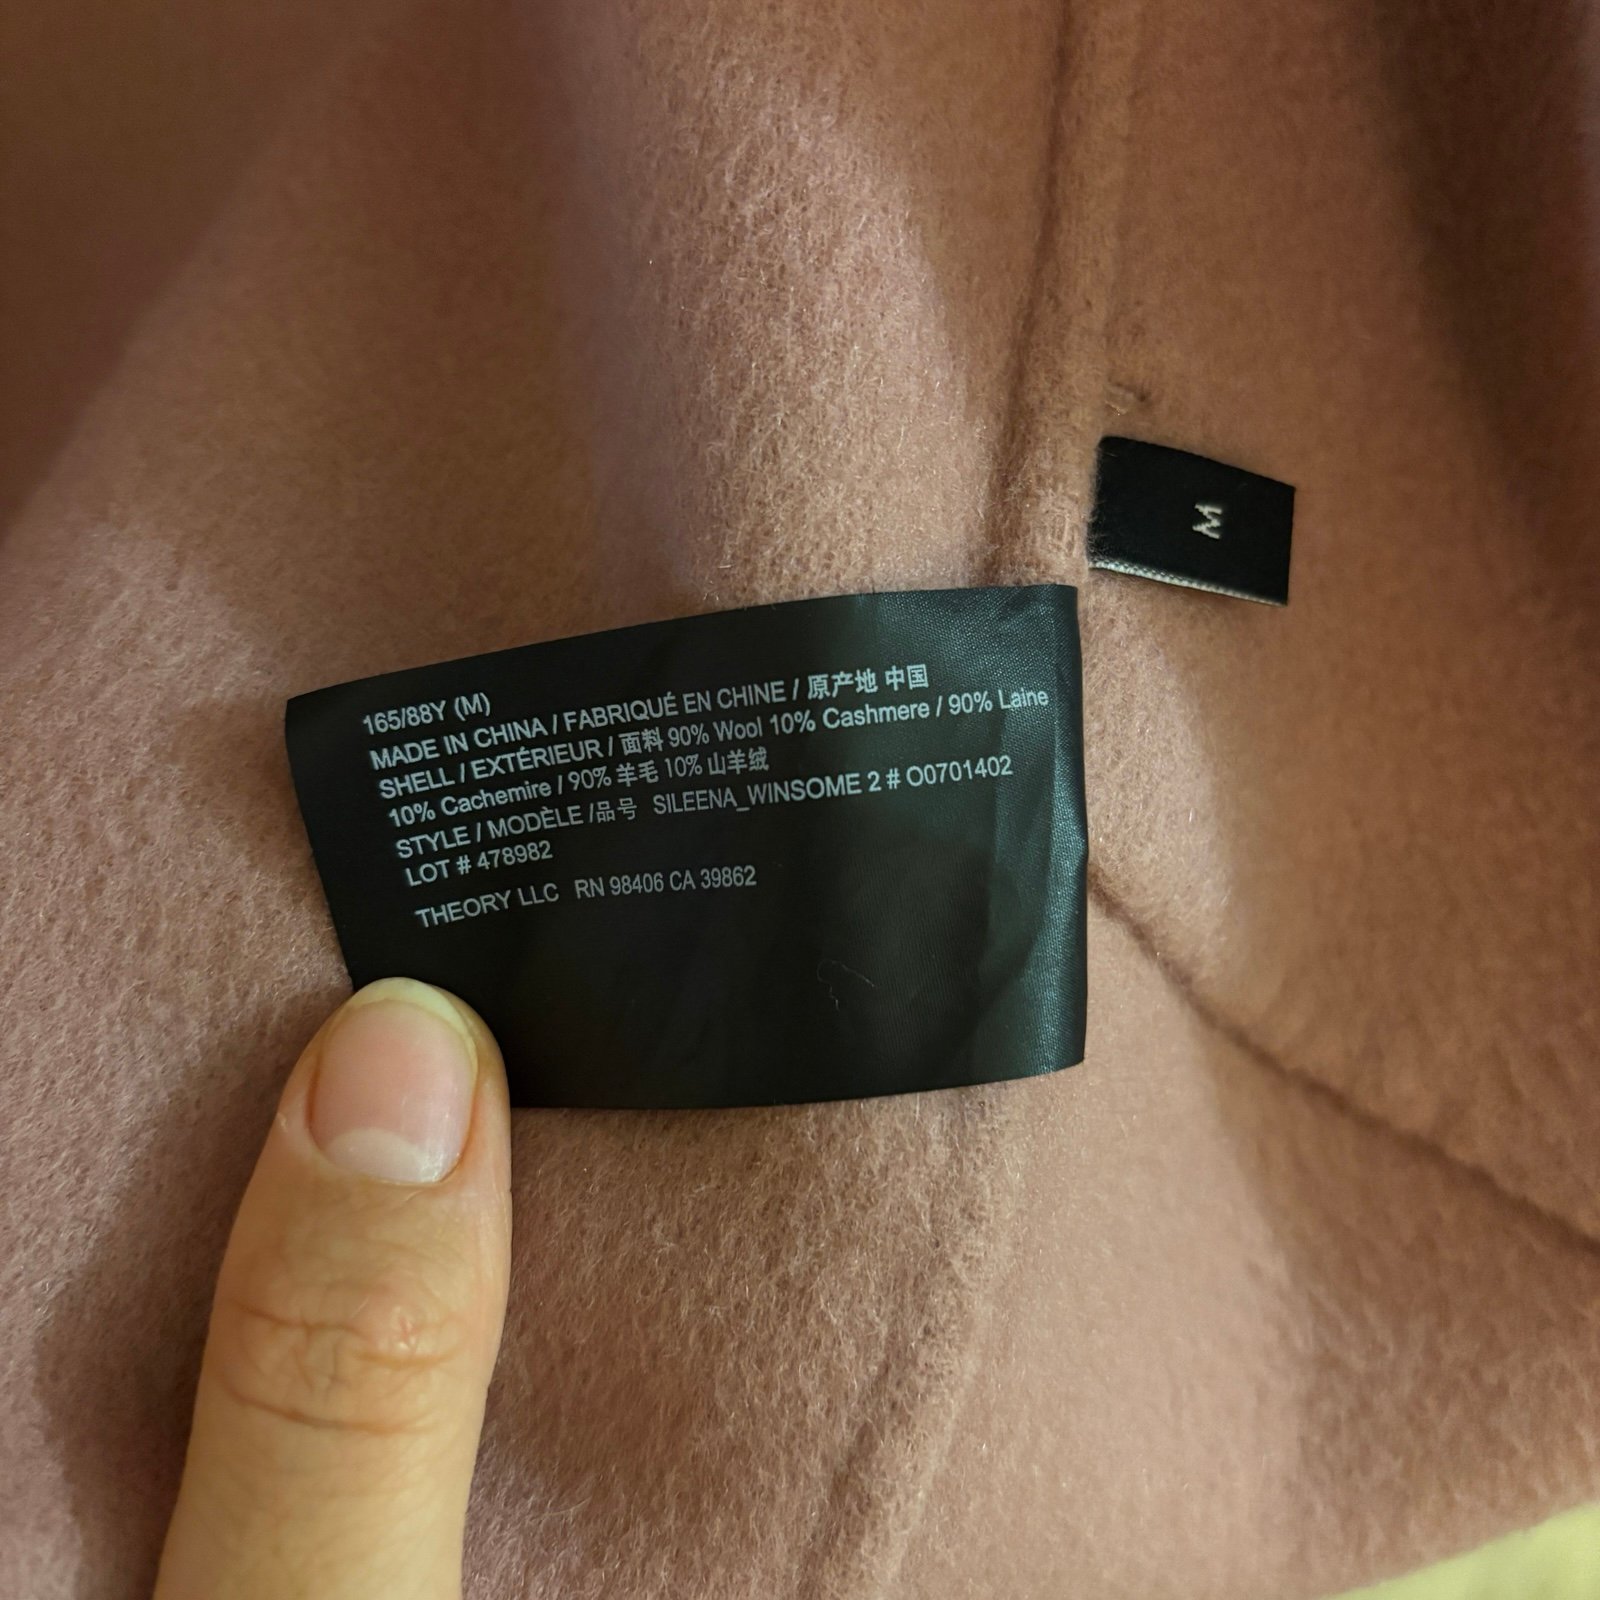 165/88Y (M)
MADE IN CHINA / FABRIQUÉ EN CHINE / 原产地 中国
SHELL / EXTÉRIEUR / 面料 90% Wool 10% Cashmere / 90% Laine
10% Cachemire / 90% 羊毛 10% 山羊绒
STYLE / MODÈLE /品号 SILEENA_WINSOME 2 # O0701402
LOT # 478982
THEORY LLC RN 98406 CA 39862
M